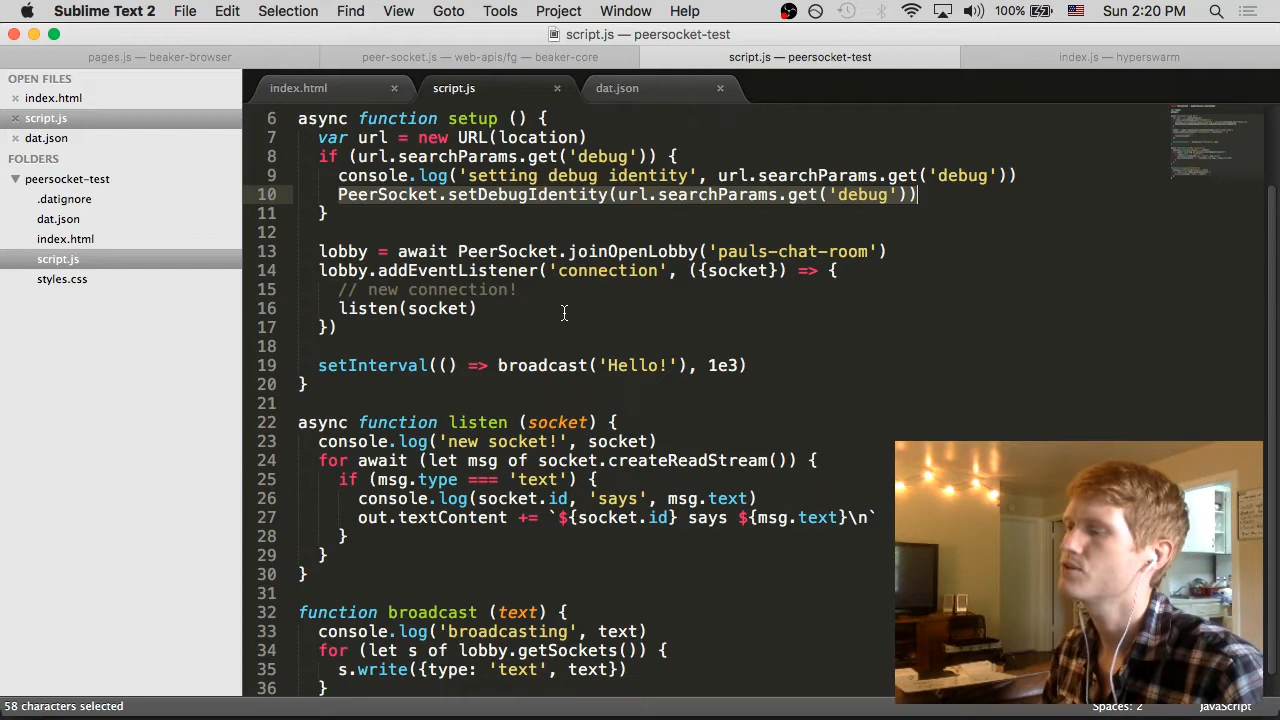 Sublime Text 2 File Edit Selection Find View Goto Tools Project Window Help 100% Sun 2:20 PM
script.js — peersocket-test
pages.js — beaker-browser peer-socket.js — web-apis/fg — beaker-core script.js — peersocket-test index.js — hyperswarm
OPEN FILES
index.html
script.js
dat.json
FOLDERS
peersocket-test
.datignore
dat.json
index.html
script.js
styles.css
index.html script.js dat.json
6 async function setup () {
7 var url = new URL(location)
8 if (url.searchParams.get('debug')) {
9 console.log('setting debug identity', url.searchParams.get('debug'))
10 PeerSocket.setDebugIdentity(url.searchParams.get('debug'))
11 }
12
13 lobby = await PeerSocket.joinOpenLobby('pauls-chat-room')
14 lobby.addEventListener('connection', ({socket}) => {
15 // new connection!
16 listen(socket)
17 })
18
19 setInterval(() => broadcast('Hello!'), 1e3)
20 }
21
22 async function listen (socket) {
23 console.log('new socket!', socket)
24 for await (let msg of socket.createReadStream()) {
25 if (msg.type === 'text') {
26 console.log(socket.id, 'says', msg.text)
27 out.textContent += `${socket.id} says ${msg.text}\n`
28 }
29 }
30 }
31
32 function broadcast (text) {
33 console.log('broadcasting', text)
34 for (let s of lobby.getSockets()) {
35 s.write({type: 'text', text})
36 }
58 characters selected Spaces: 2 JavaScript